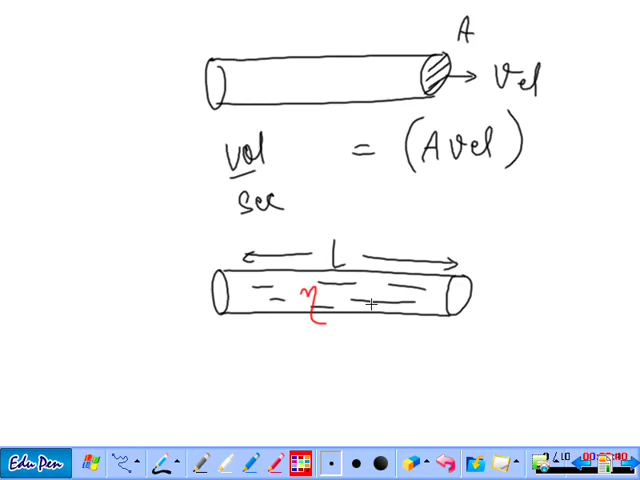 A
Vel
vol = (A vel)
sec
L
η
Edu Pen